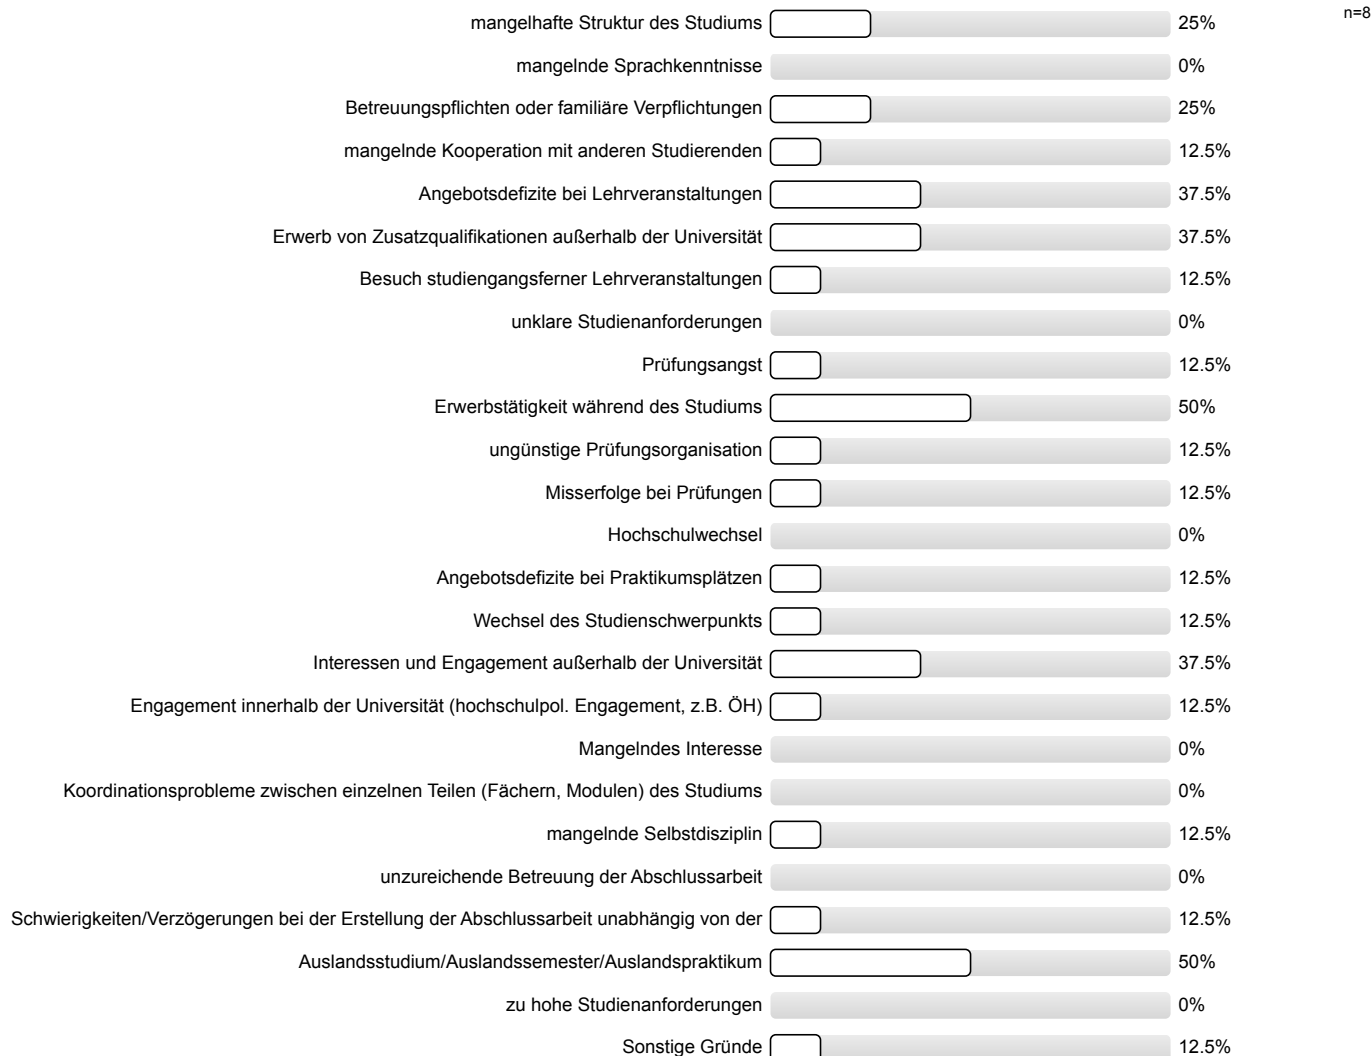 mangelhafte Struktur des Studiums 25% n=8
mangelnde Sprachkenntnisse 0%
Betreuungspflichten oder familiäre Verpflichtungen 25%
mangelnde Kooperation mit anderen Studierenden 12.5%
Angebotsdefizite bei Lehrveranstaltungen 37.5%
Erwerb von Zusatzqualifikationen außerhalb der Universität 37.5%
Besuch studiengangsferner Lehrveranstaltungen 12.5%
unklare Studienanforderungen 0%
Prüfungsangst 12.5%
Erwerbstätigkeit während des Studiums 50%
ungünstige Prüfungsorganisation 12.5%
Misserfolge bei Prüfungen 12.5%
Hochschulwechsel 0%
Angebotsdefizite bei Praktikumsplätzen 12.5%
Wechsel des Studienschwerpunkts 12.5%
Interessen und Engagement außerhalb der Universität 37.5%
Engagement innerhalb der Universität (hochschulpol. Engagement, z.B. ÖH) 12.5%
Mangelndes Interesse 0%
Koordinationsprobleme zwischen einzelnen Teilen (Fächern, Modulen) des Studiums 0%
mangelnde Selbstdisziplin 12.5%
unzureichende Betreuung der Abschlussarbeit 0%
Schwierigkeiten/Verzögerungen bei der Erstellung der Abschlussarbeit unabhängig von der 12.5%
Auslandsstudium/Auslandssemester/Auslandspraktikum 50%
zu hohe Studienanforderungen 0%
Sonstige Gründe 12.5%